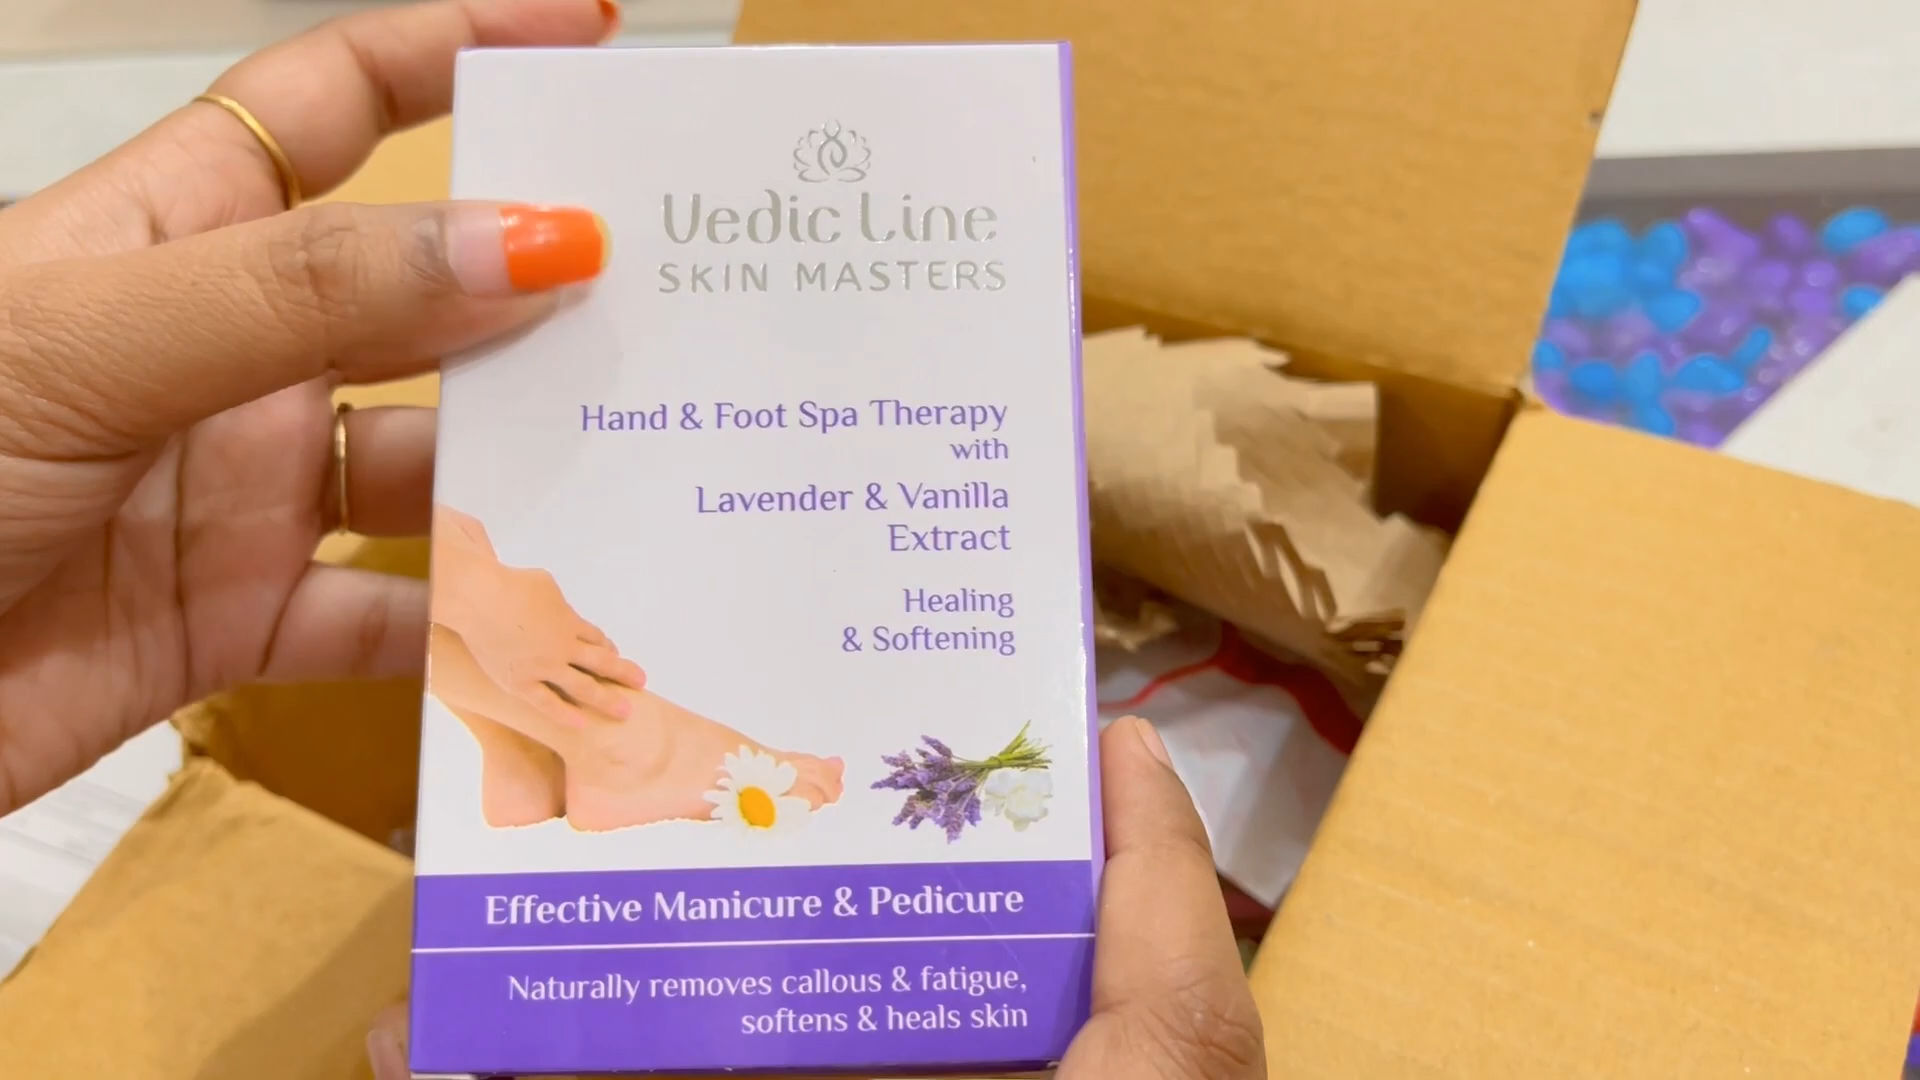 Vedic Line
SKIN MASTERS
Hand & Foot Spa Therapy
with
Lavender & Vanilla
Extract
Healing
& Softening
Effective Manicure & Pedicure
Naturally removes callous & fatigue,
softens & heals skin